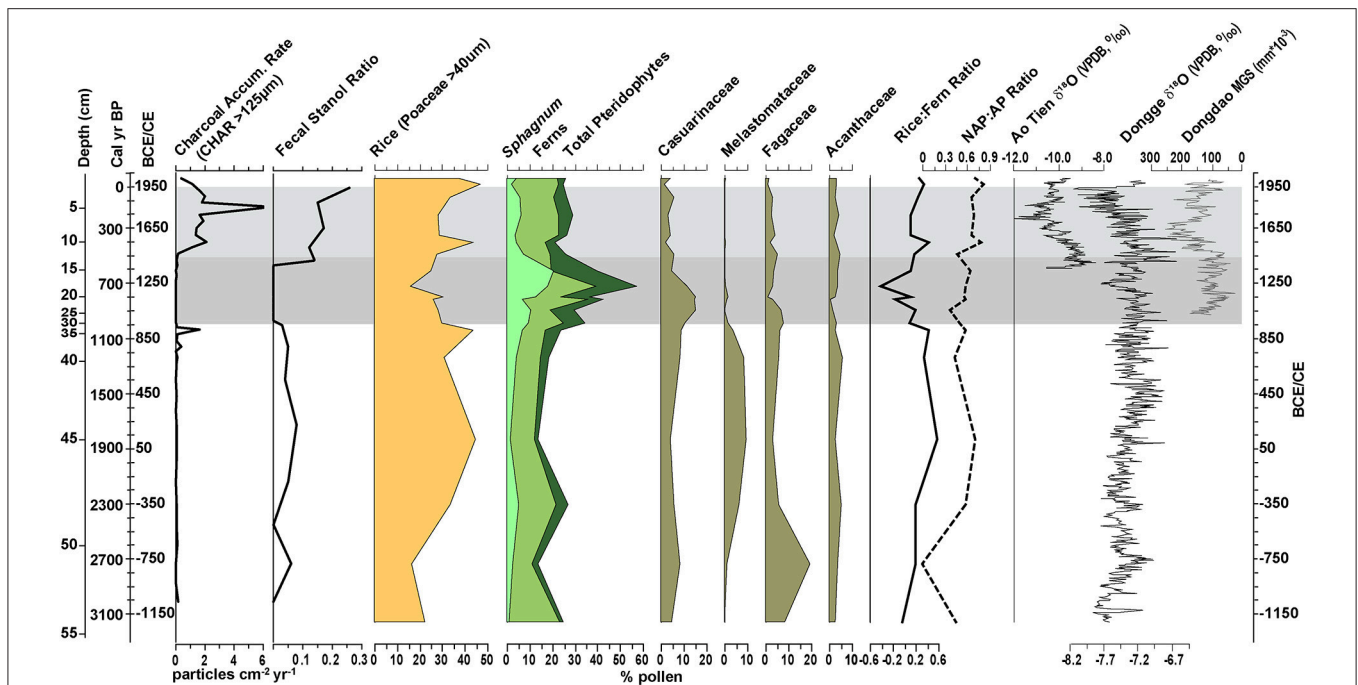 Depth (cm)
Cal yr BP
BCE/CE
Charcoal Accum. Rate
(CHAR >125µm)
Fecal Stanol Ratio
Rice (Poaceae >40um)
Sphagnum
Ferns
Total Pteridophytes
Casuarinaceae
Melastomataceae
Fagaceae
Acanthaceae
Rice:Fern Ratio
NAP:AP Ratio
Ao Tien δ¹⁸O (VPDB, ‰)
Dongge δ¹⁸O (VPDB, ‰)
Dongdao MGS (mm*10⁻³)
0 0.3 0.6 0.9 -12.0 -10.0 -8.0 300 200 100 0
0 1950 1950
5
300 1650 1650
10
15
700 1250 1250
20
25
30
35
1100 850 850
40
1500 450 450
45
1900 50 50
2300 -350 -350
50
2700 -750 -750
3100 -1150 -1150
55
BCE/CE
0 2 4 6 0 0.1 0.2 0.3 0 10 20 30 40 50 0 10 20 30 40 50 60 0 10 20 0 10 0 10 20 0 10 -0.6 0.2 0.6
-8.2 -7.7 -7.2 -6.7
particles cm⁻² yr⁻¹
% pollen